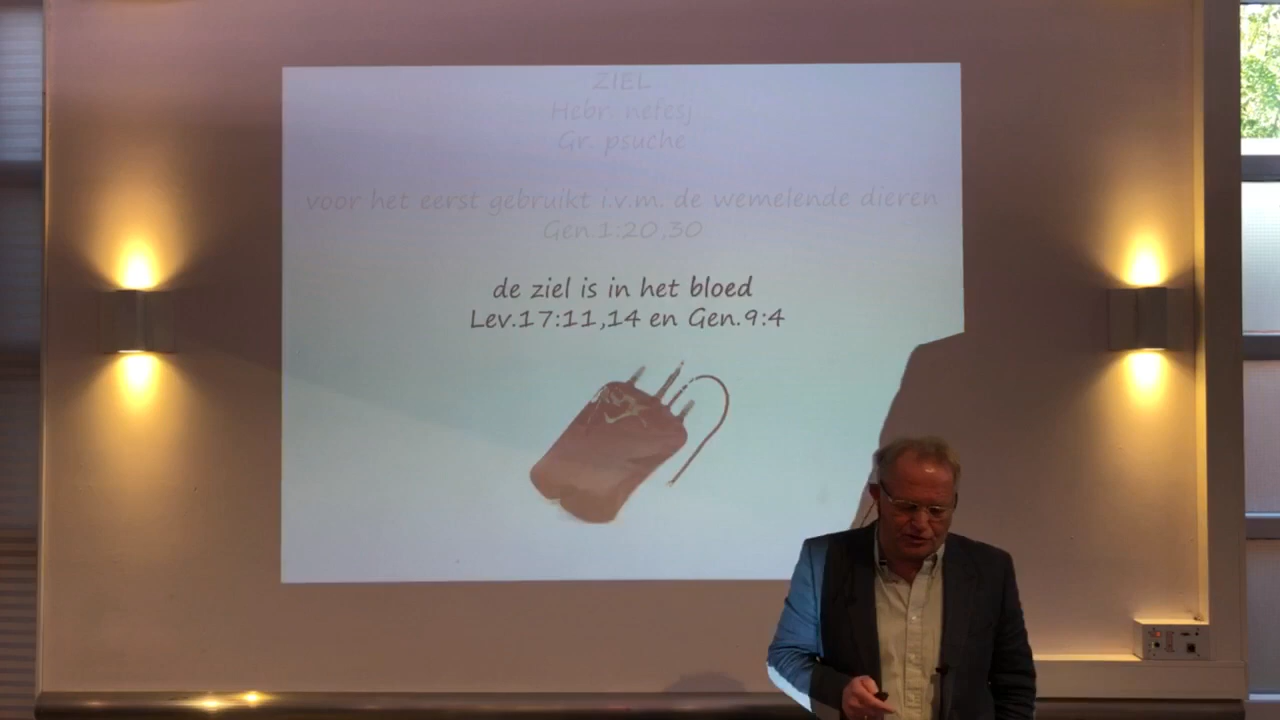 ZIEL
Hebr. nefesj
Gr. psuche
voor het eerst gebruikt i.v.m. de wemelende dieren
Gen.1:20,30
de ziel is in het bloed
Lev.17:11,14 en Gen.9:4